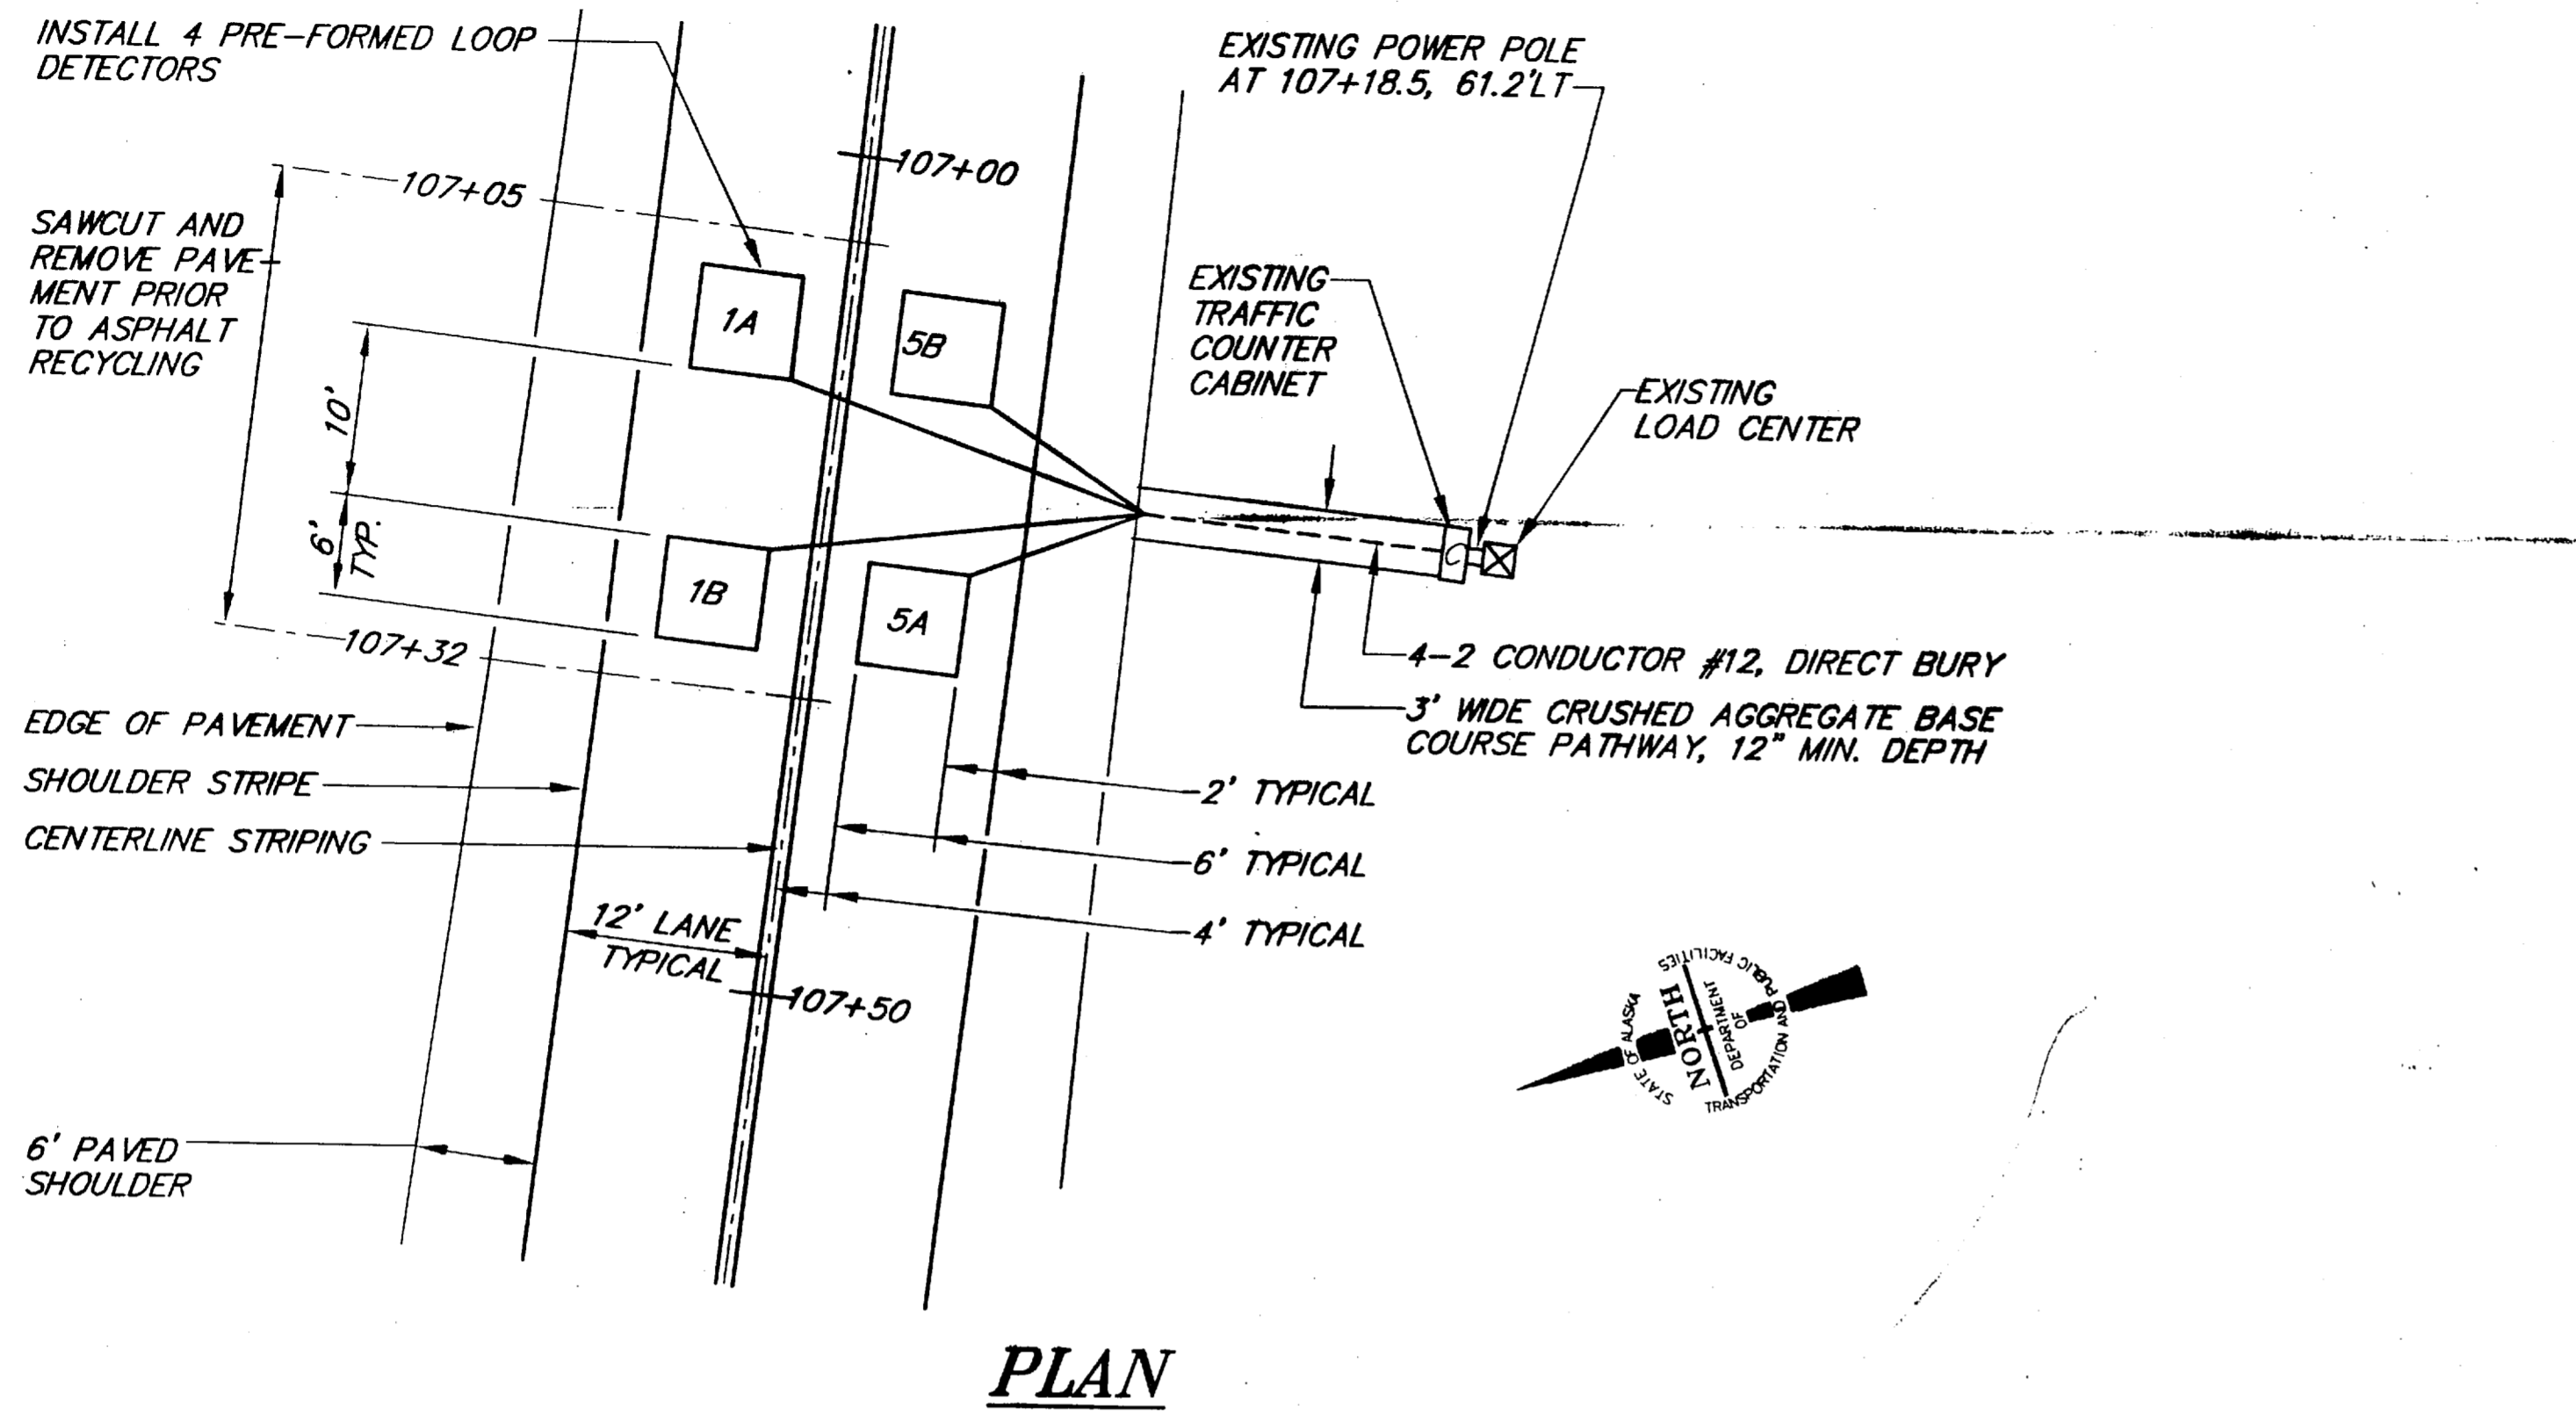 INSTALL 4 PRE-FORMED LOOP
DETECTORS
EXISTING POWER POLE
AT 107+18.5, 61.2'LT
107+00
107+05
SAWCUT AND
REMOVE PAVE-
MENT PRIOR
TO ASPHALT
RECYCLING
EXISTING
TRAFFIC
COUNTER
CABINET
1A
5B
EXISTING
LOAD CENTER
10'
6'
TYP.
C
1B
5A
107+32
4-2 CONDUCTOR #12, DIRECT BURY
3' WIDE CRUSHED AGGREGATE BASE
COURSE PATHWAY, 12" MIN. DEPTH
EDGE OF PAVEMENT
SHOULDER STRIPE
CENTERLINE STRIPING
2' TYPICAL
6' TYPICAL
4' TYPICAL
12' LANE
TYPICAL
107+50
6' PAVED
SHOULDER
STATE OF ALASKA
NORTH
DEPARTMENT
OF
TRANSPORTATION AND PUBLIC FACILITIES
PLAN